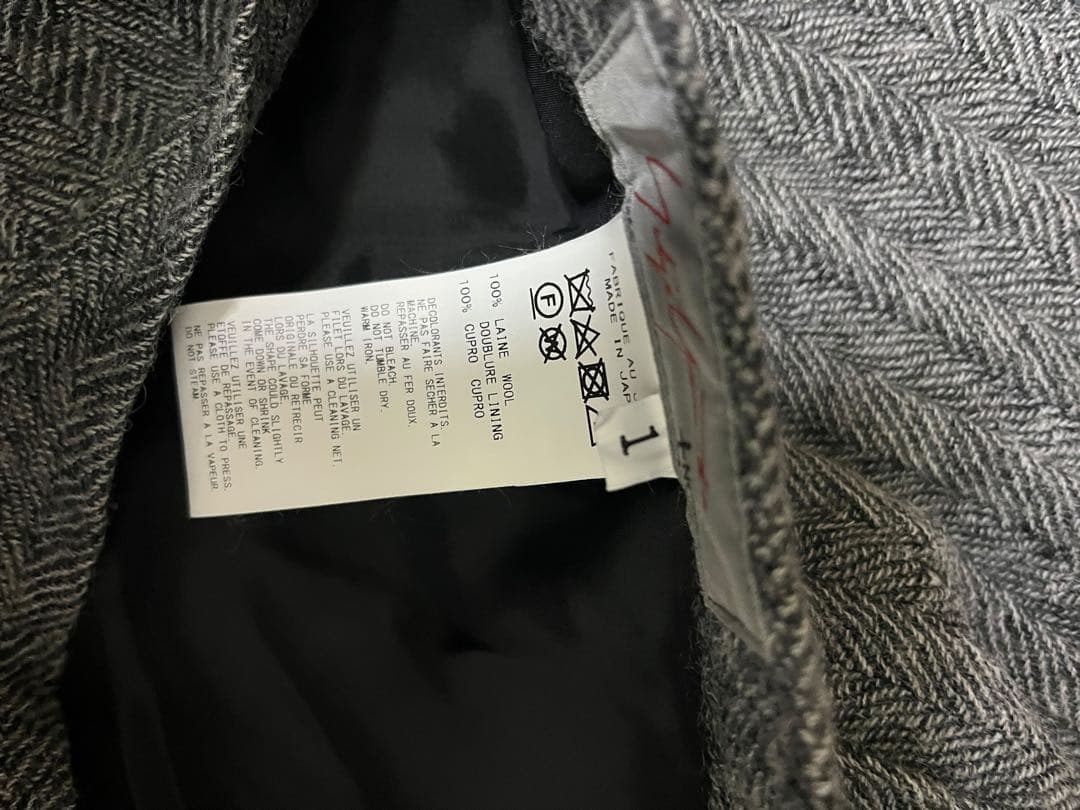 FABRIQUE AU
MADE IN JAP
1
F
W
100% LAINE WOOL
DOUBLURE LINING
100% CUPRO CUPRO
DECOLORANTS INTERDITS.
NE PAS FAIRE SECHER A LA
MACHINE.
REPASSER AU FER DOUX.
DO NOT BLEACH.
DO NOT TUMBLE DRY.
WARM IRON.
VEUILLEZ UTILISER UN
FILET LORS DU LAVAGE.
PLEASE USE A CLEANING NET.
LA SILHOUETTE PEUT
PERDRE SA FORME
ORIGINALE OU RETRECIR
LORS DU LAVAGE.
THE SHAPE COULD SLIGHTLY
COME DOWN OR SHRINK
IN THE EVENT OF CLEANING.
VEUILLEZ UTILISER UNE
ETOFFE DE REPASSAGE.
PLEASE USE A CLOTH TO PRESS.
NE PAS REPASSER A LA VAPEUR.
DO NOT STEAM